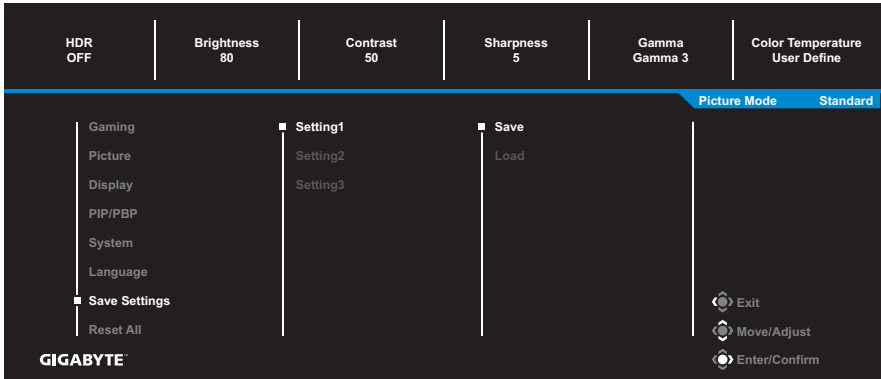 HDR
OFF
Brightness
80
Contrast
50
Sharpness
5
Gamma
Gamma 3
Color Temperature
User Define
Picture Mode Standard
Gaming
Picture
Display
PIP/PBP
System
Language
Save Settings
Reset All
Setting1
Setting2
Setting3
Save
Load
Exit
Move/Adjust
Enter/Confirm
GIGABYTE™